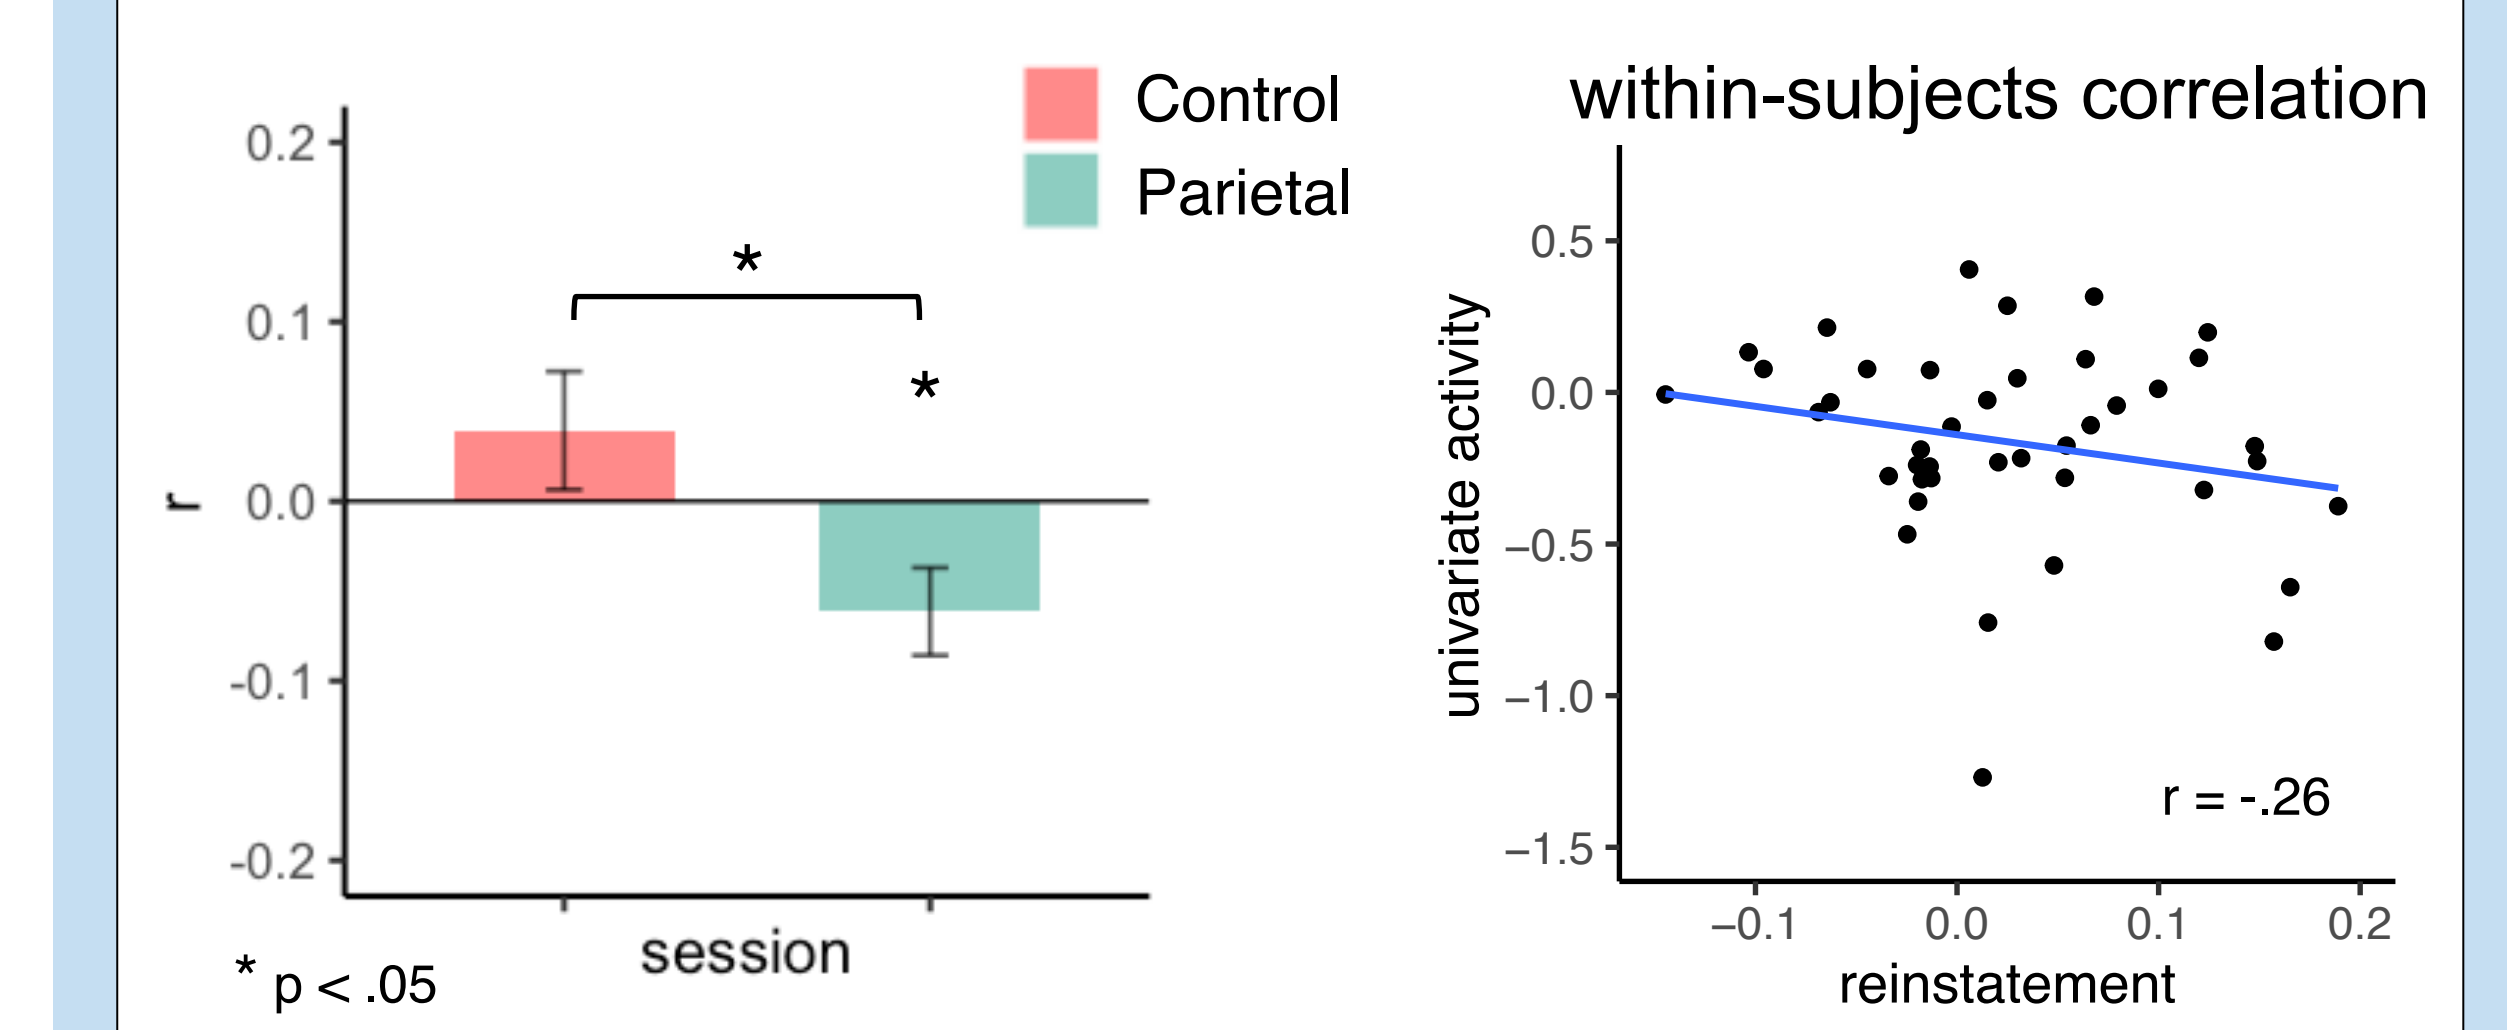 Control
Parietal
0.2
0.1
0.0
-0.1
-0.2
r
*
*
session
* p < .05
within-subjects correlation
0.5
0.0
−0.5
−1.0
−1.5
univariate activity
r = -.26
−0.1 0.0 0.1 0.2
reinstatement